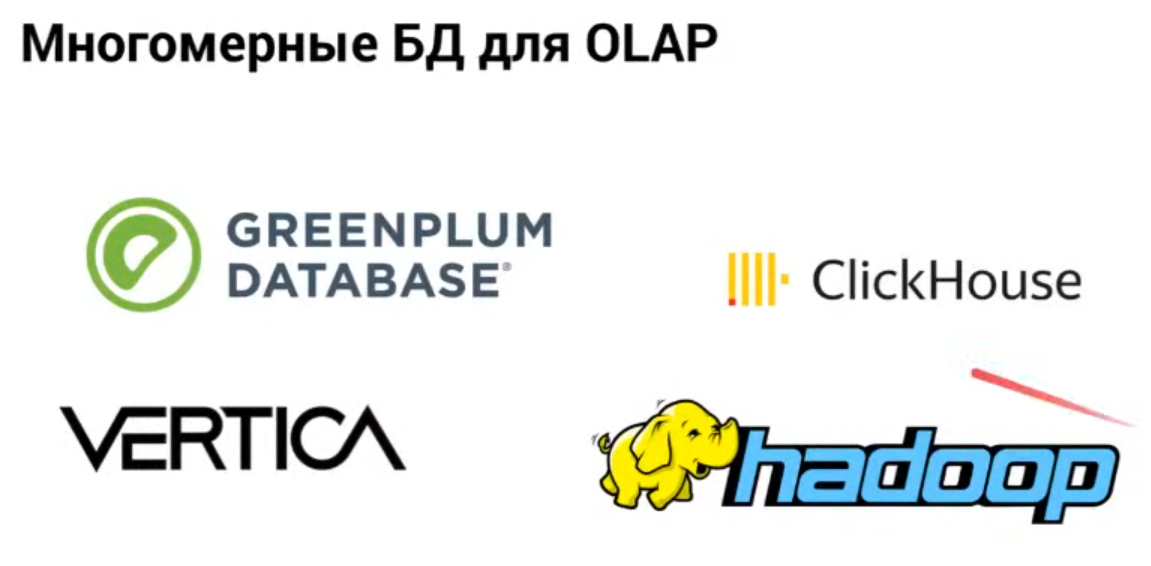 Многомерные БД для OLAP
GREENPLUM
DATABASE®
ClickHouse
VERTICA
hadoop